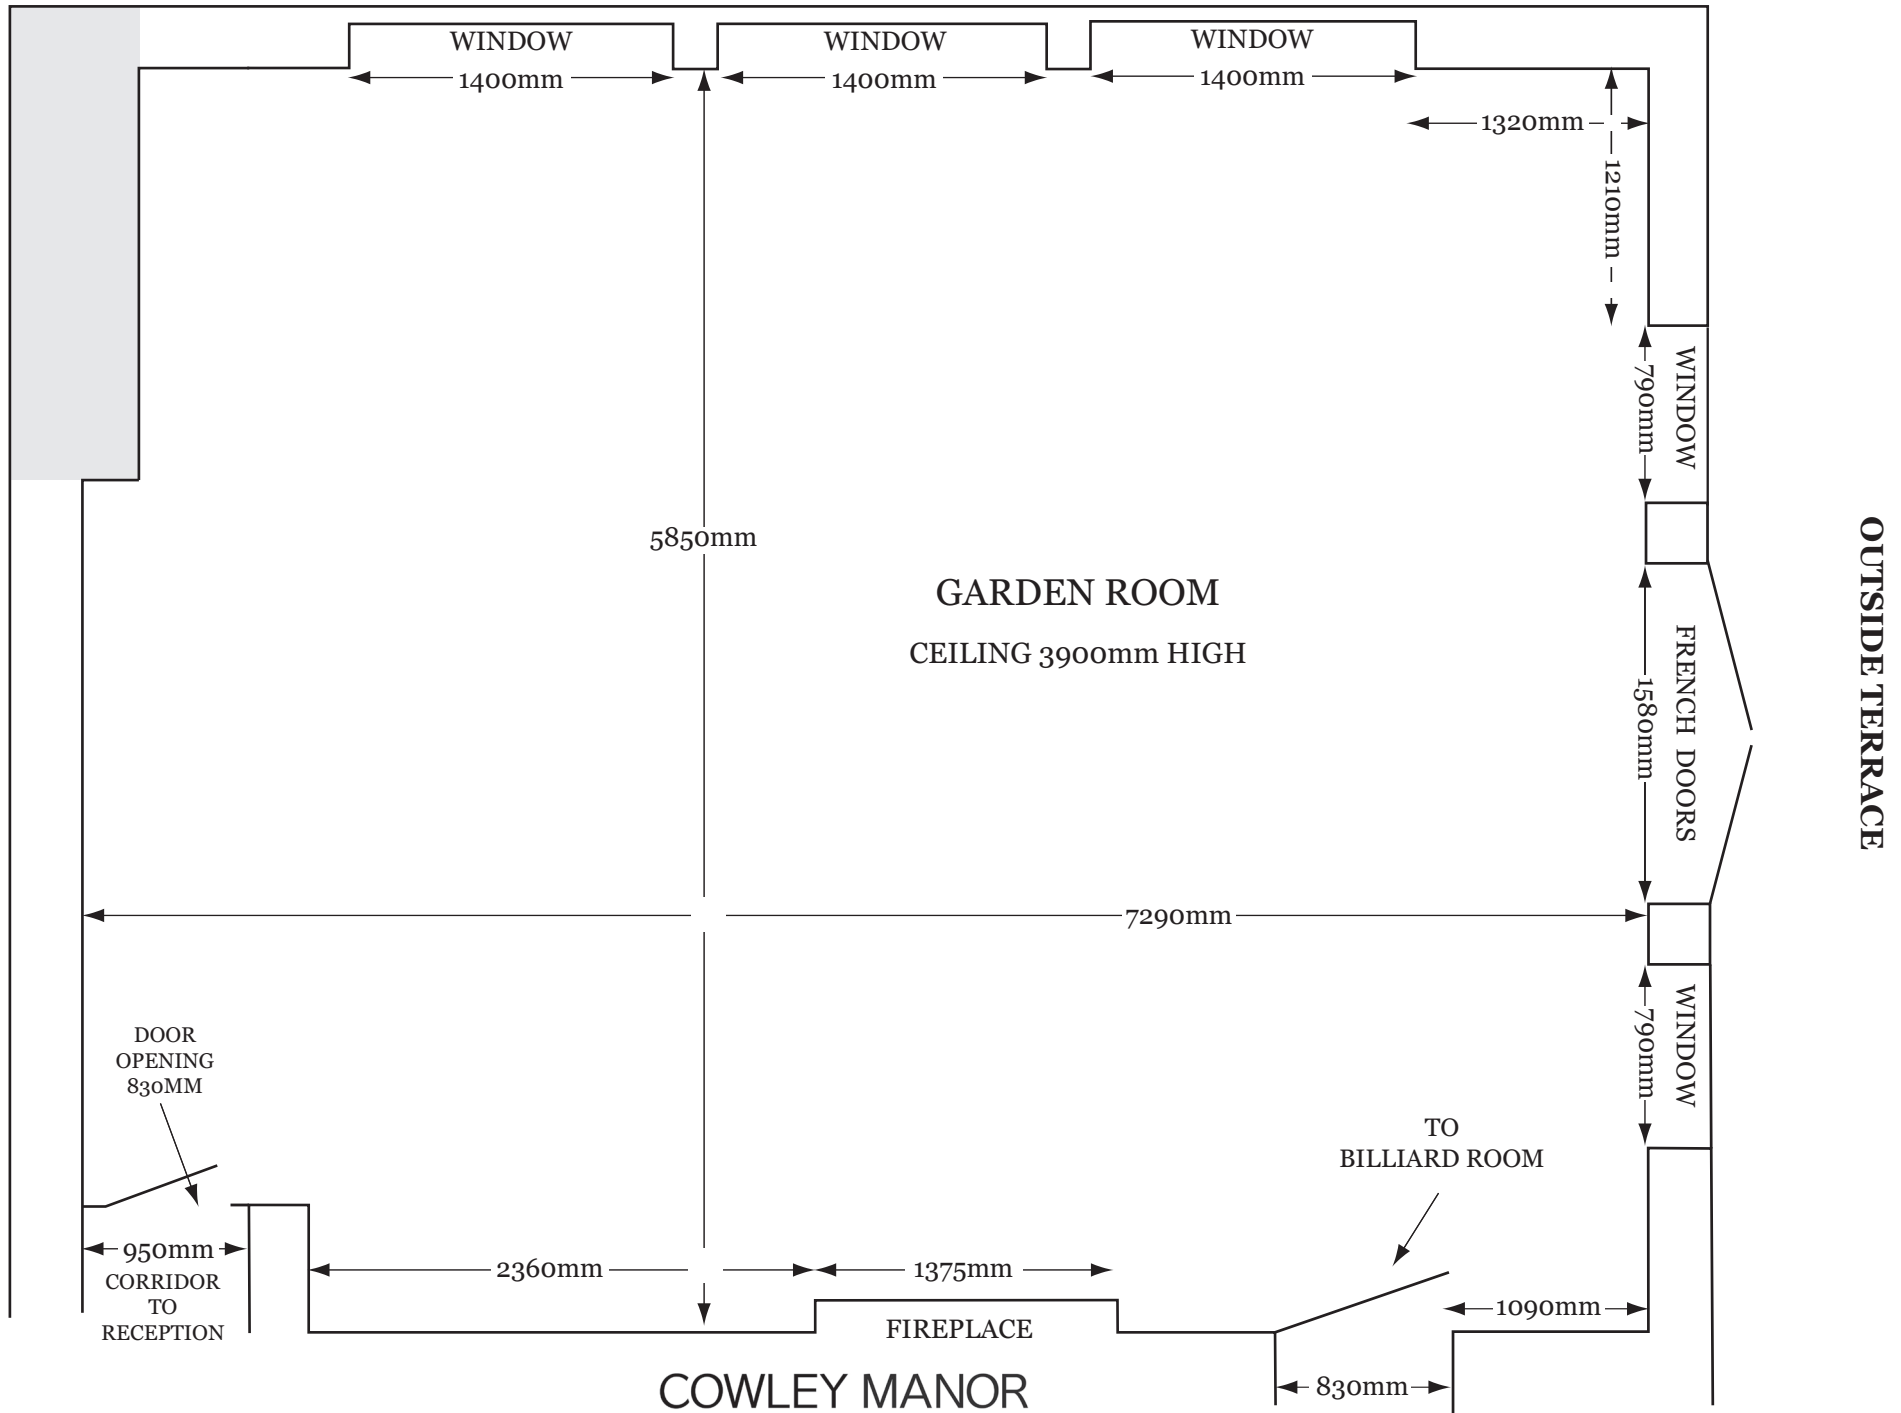 WINDOW
1400mm
WINDOW
1400mm
WINDOW
1400mm
1320mm
1210mm
WINDOW
790mm
5850mm
GARDEN ROOM
CEILING 3900mm HIGH
FRENCH DOORS
1580mm
OUTSIDE TERRACE
7290mm
WINDOW
790mm
DOOR
OPENING
830MM
TO
BILLIARD ROOM
950mm
CORRIDOR
TO
RECEPTION
2360mm
1375mm
FIREPLACE
1090mm
830mm
COWLEY MANOR